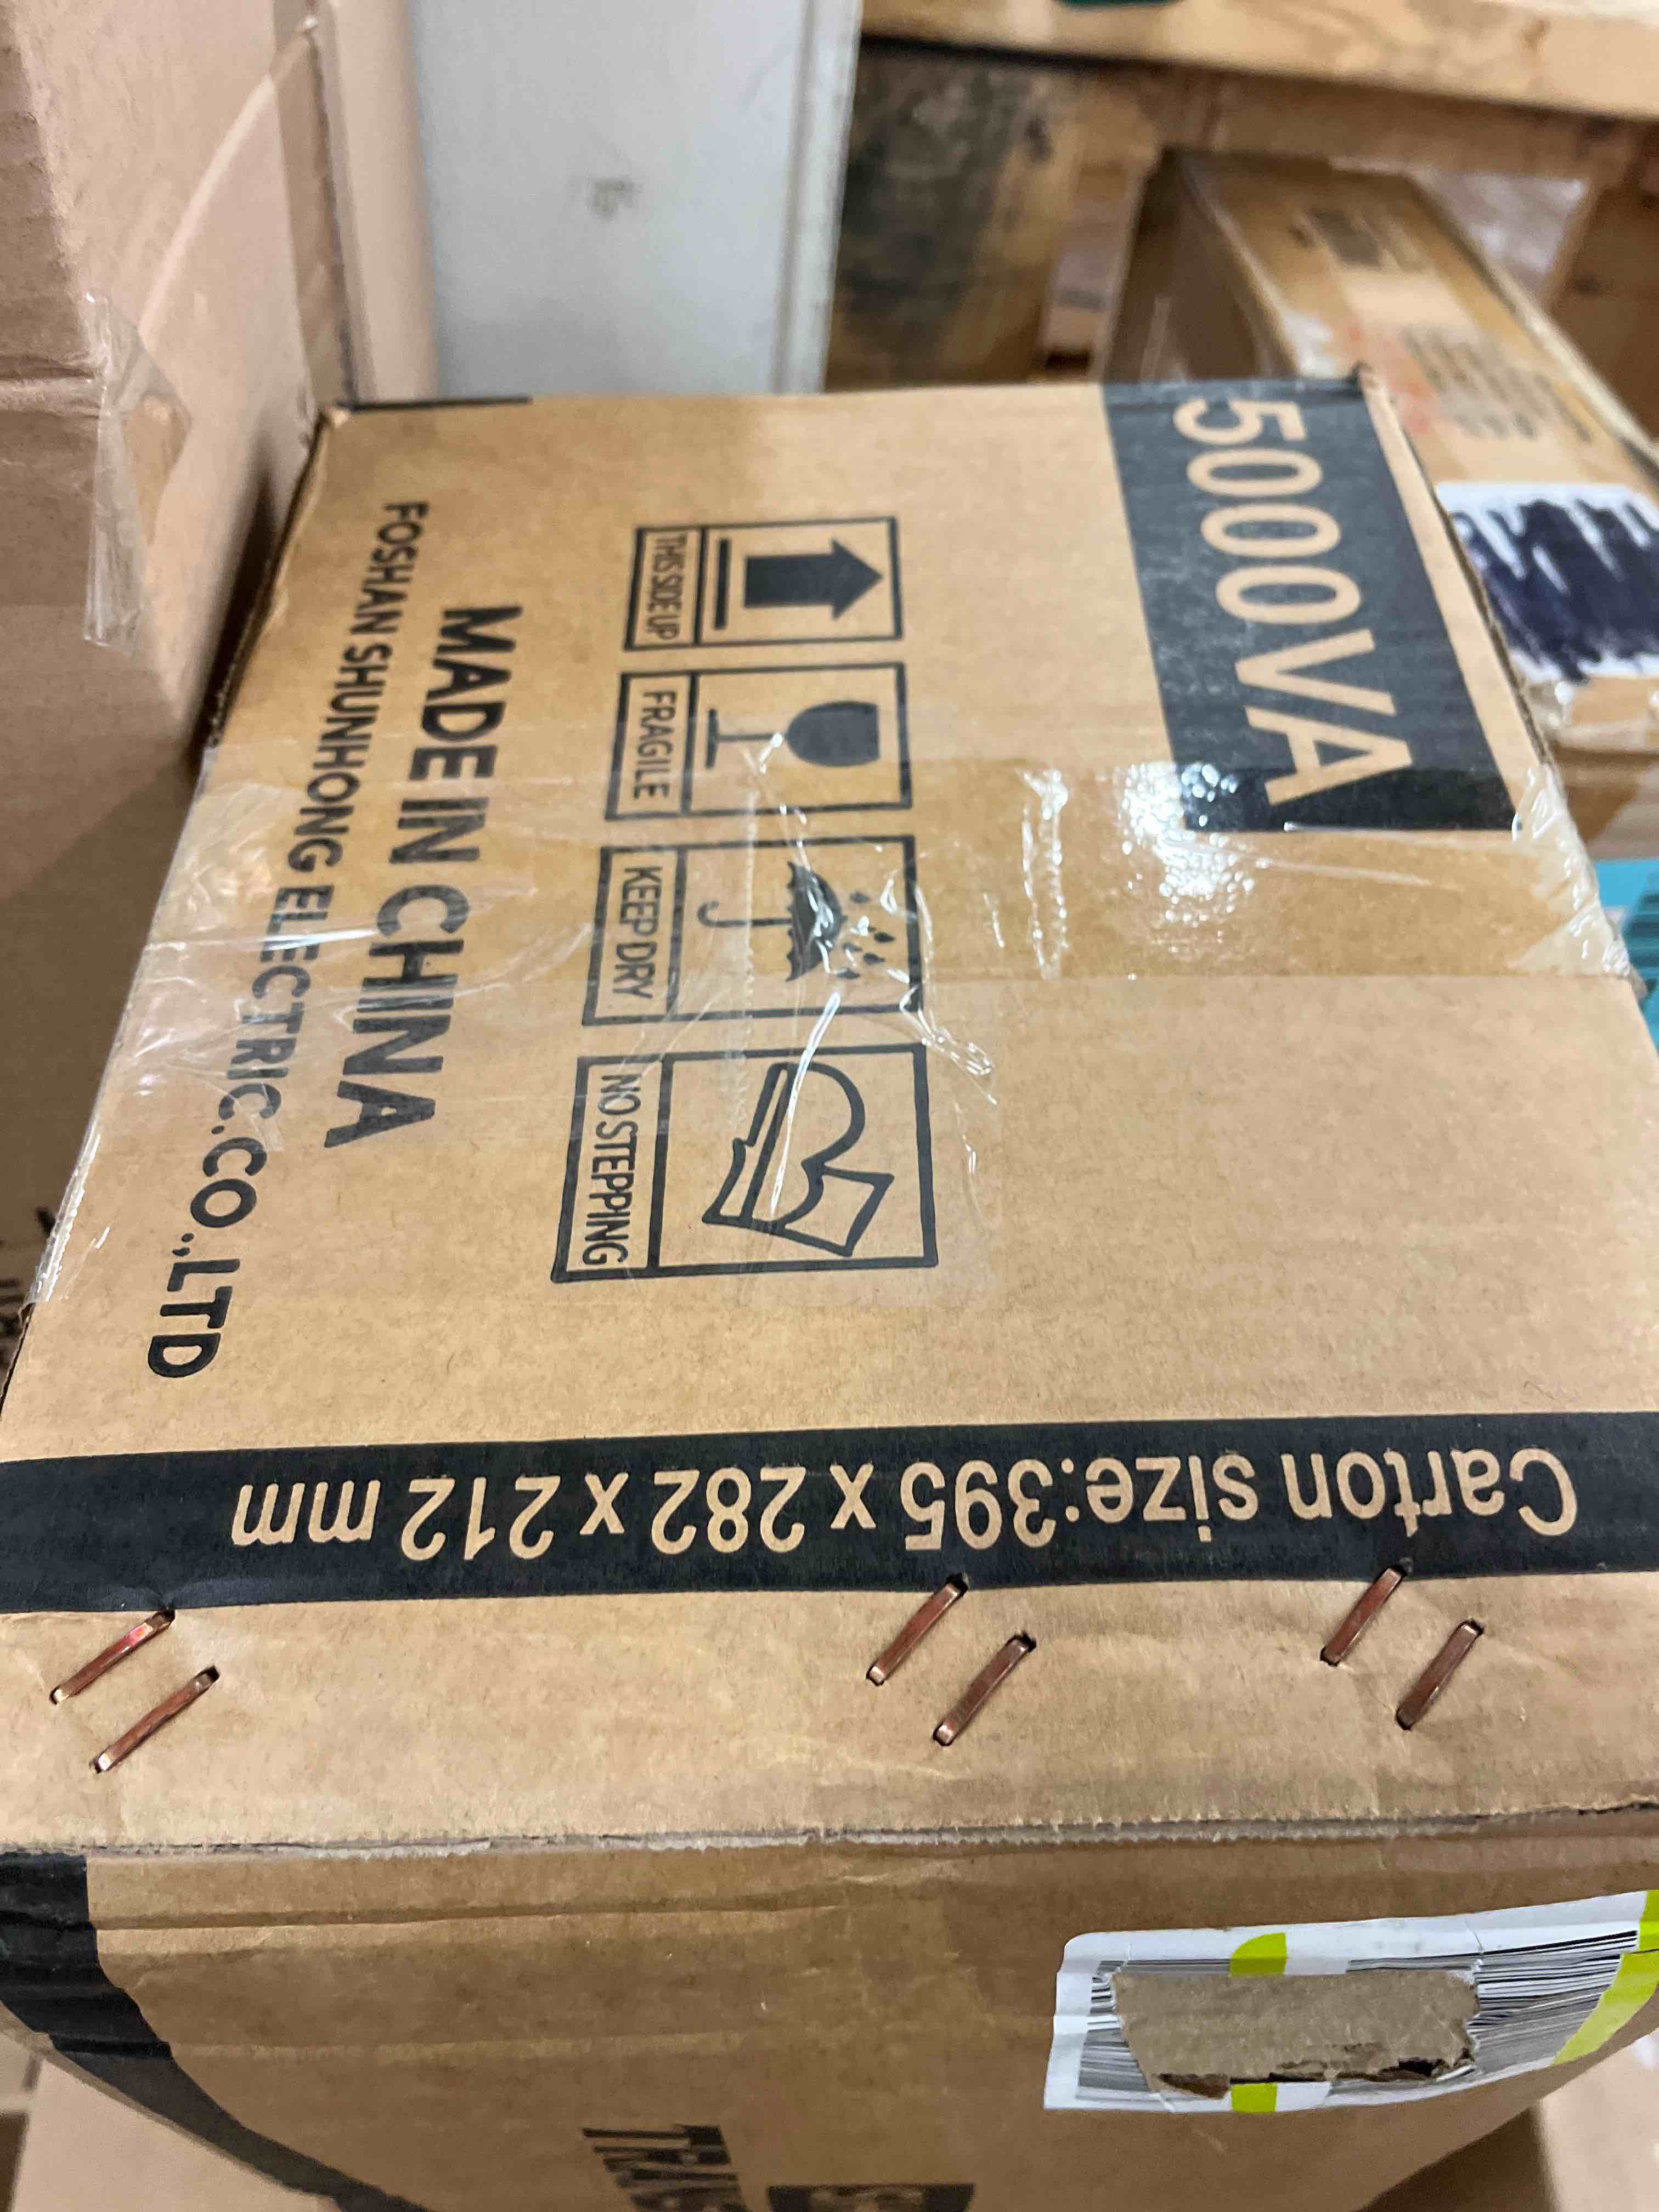 5000VA
THIS SIDE UP
FRAGILE
KEEP DRY
NO STEPPING
MADE IN CHINA
FOSHAN SHUNHONG ELECTRIC.CO.,LTD
Carton size:395 x 282 x 212 mm